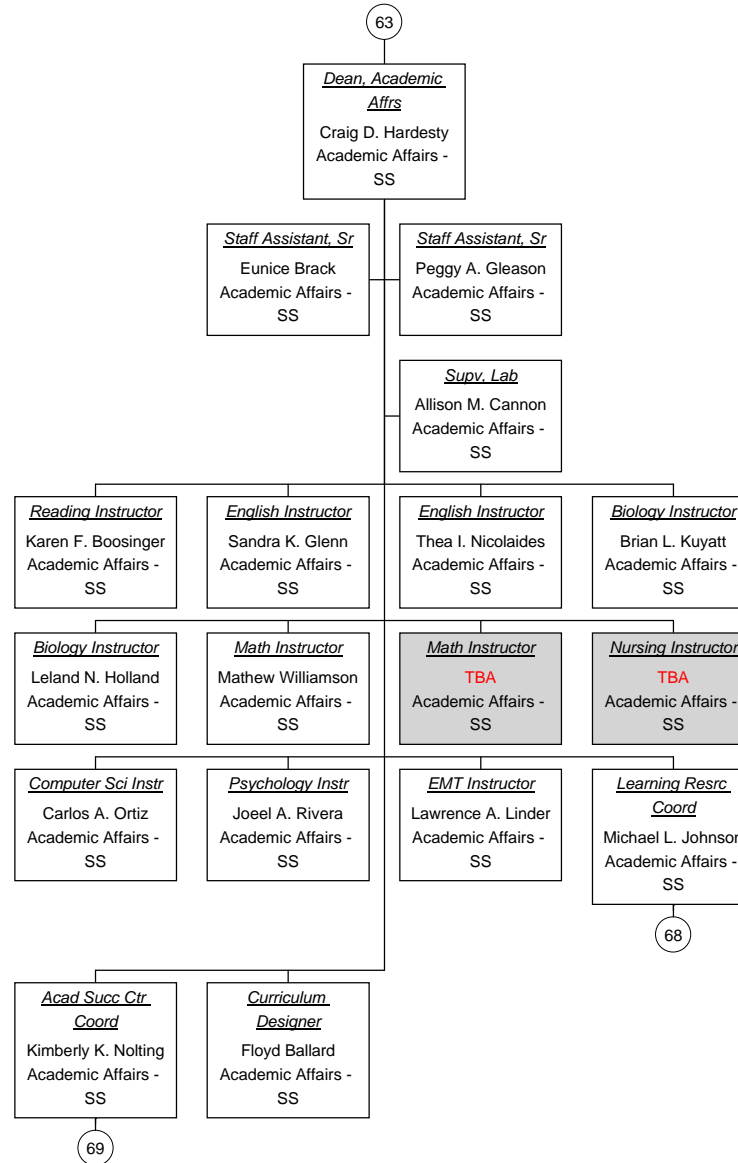 63
Dean, Academic
Affrs
Craig D. Hardesty
Academic Affairs -
SS
Staff Assistant, Sr
Eunice Brack
Academic Affairs -
SS
Staff Assistant, Sr
Peggy A. Gleason
Academic Affairs -
SS
Supv, Lab
Allison M. Cannon
Academic Affairs -
SS
Reading Instructor
Karen F. Boosinger
Academic Affairs -
SS
English Instructor
Sandra K. Glenn
Academic Affairs -
SS
English Instructor
Thea I. Nicolaides
Academic Affairs -
SS
Biology Instructor
Brian L. Kuyatt
Academic Affairs -
SS
Biology Instructor
Leland N. Holland
Academic Affairs -
SS
Math Instructor
Mathew Williamson
Academic Affairs -
SS
Math Instructor
TBA
Academic Affairs -
SS
Nursing Instructor
TBA
Academic Affairs -
SS
Computer Sci Instr
Carlos A. Ortiz
Academic Affairs -
SS
Psychology Instr
Joeel A. Rivera
Academic Affairs -
SS
EMT Instructor
Lawrence A. Linder
Academic Affairs -
SS
Learning Resrc
Coord
Michael L. Johnson
Academic Affairs -
SS
68
Acad Succ Ctr
Coord
Kimberly K. Nolting
Academic Affairs -
SS
Curriculum
Designer
Floyd Ballard
Academic Affairs -
SS
69